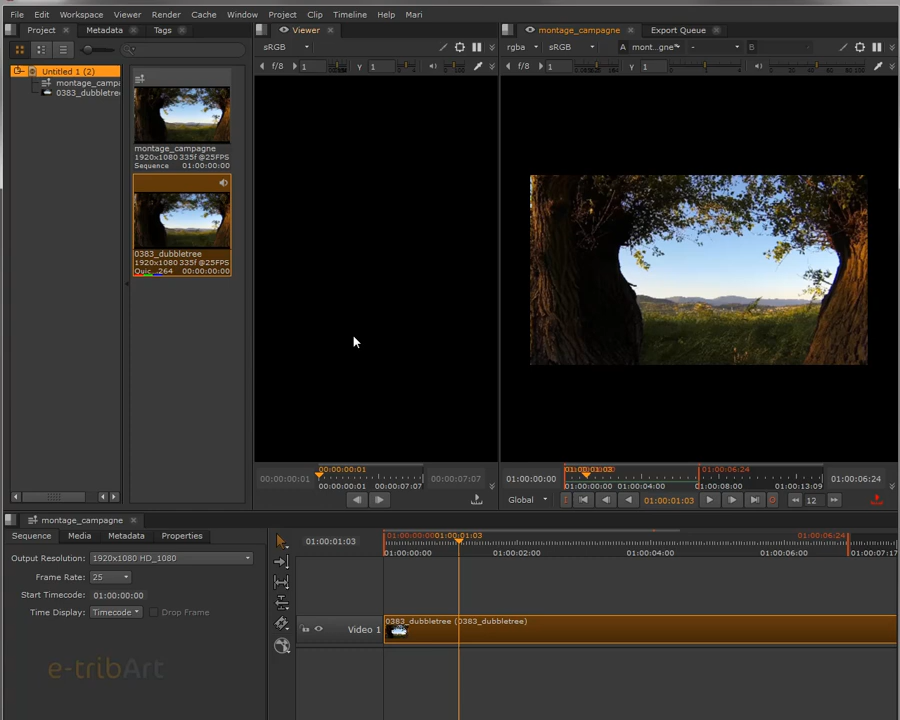 File Edit Workspace Viewer Render Cache Window Project Clip Timeline Help Mari
Project Metadata Tags
Viewer
montage_campagne Export Queue
sRGB
rgba sRGB A mont...gne* - B
f/8 1 Y 1
f/8 1 Y 1
Untitled 1 (2)
montage_camp
0383_dubbletre
montage_campagne
1920x1080 335f @25FPS
Sequence 01:00:00:00
0383_dubbletree
1920x1080 335f @25FPS
Quic...264 00:00:00:00
00:00:00:01
00:00:00:01
00:00:00:01 00:00:07:07
00:00:07:07
01:00:00:00
01:00:01:03
01:00:06:24
01:00:00:00 01:00:04:00 01:00:08:00 01:00:13:09
01:00:06:24
Global
01:00:01:03
12
montage_campagne
Sequence Media Metadata Properties
Output Resolution: 1920x1080 HD_1080
Frame Rate: 25
Start Timecode: 01:00:00:00
Time Display: Timecode Drop Frame
e-tribArt
01:00:01:03
01:00:00:00 01:00:01:03 01:00:06:24
01:00:00:00 01:00:02:00 01:00:04:00 01:00:06:00 01:00:07:17
Video 1
0383_dubbletree (0383_dubbletree)